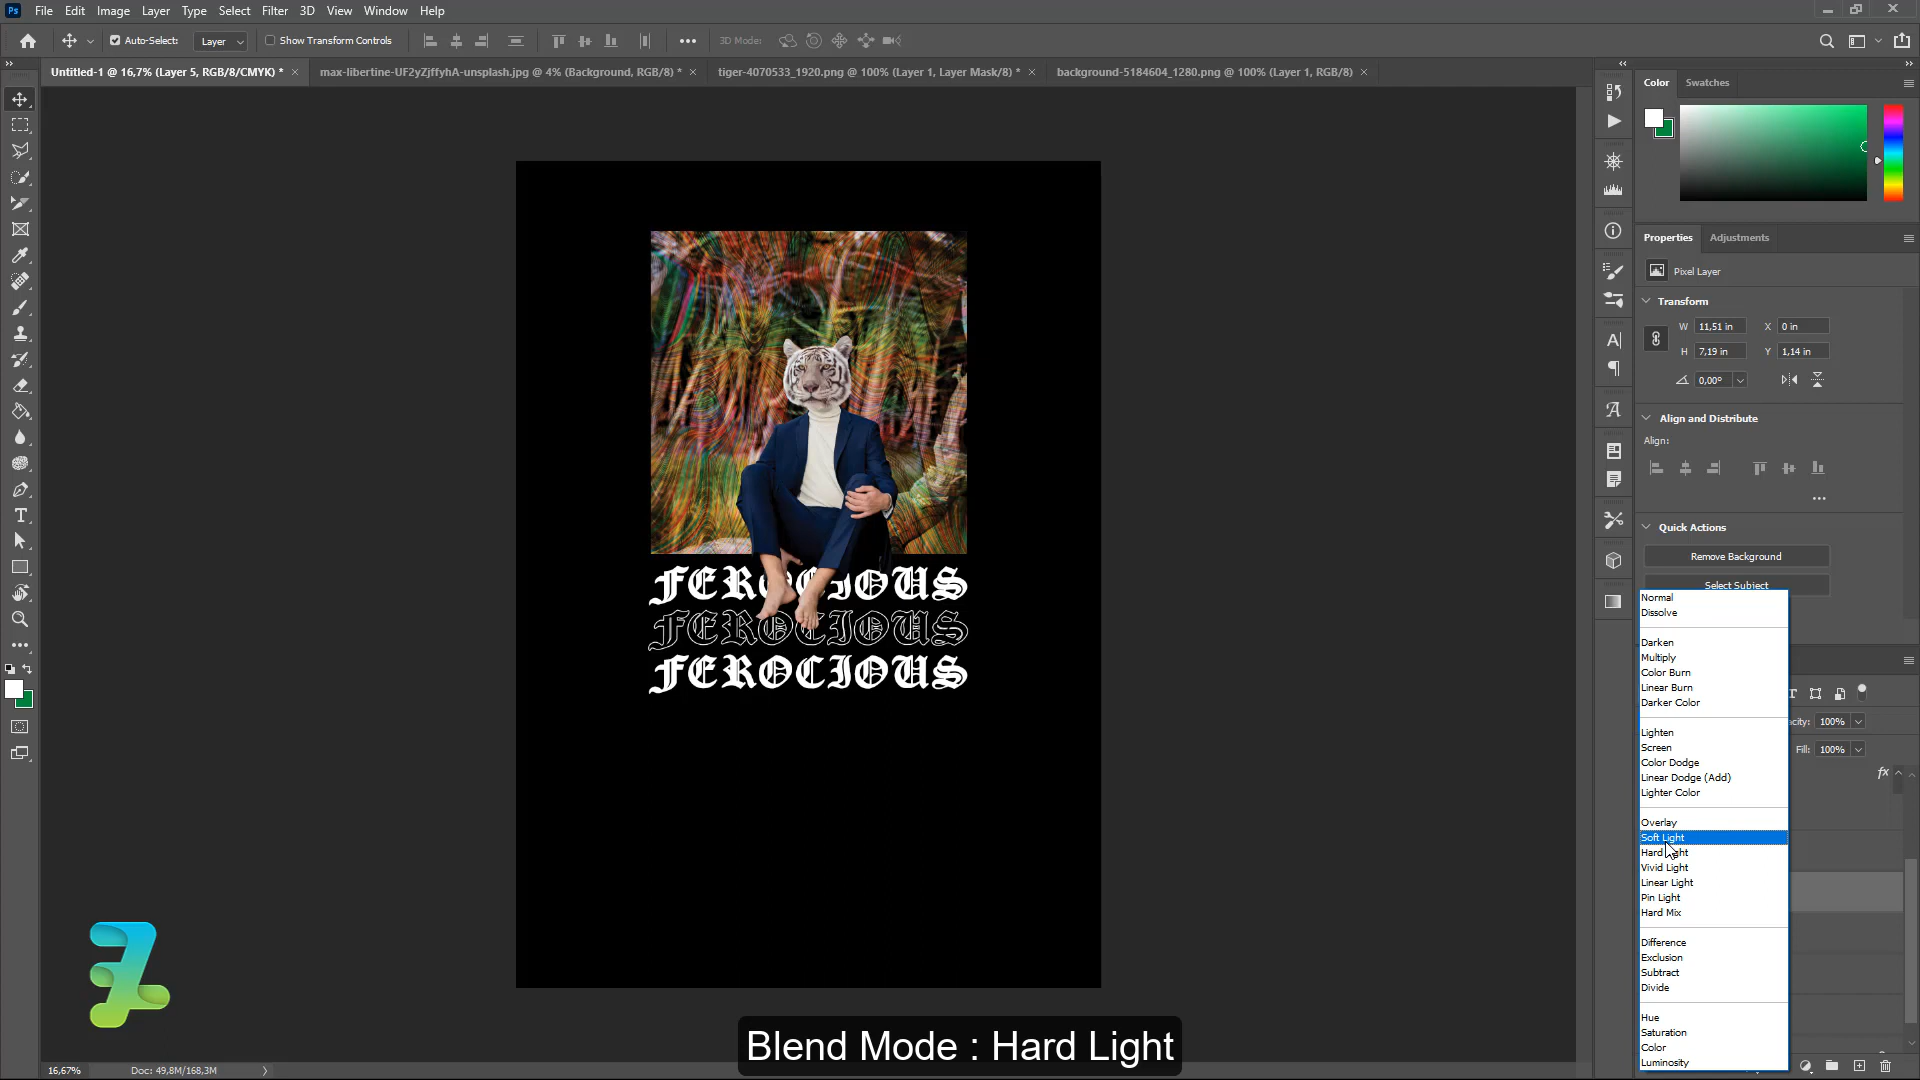 Ps File Edit Image Layer Type Select Filter 3D View Window Help
Auto-Select: Layer Show Transform Controls 3D Mode:
Untitled-1 @ 16,7% (Layer 5, RGB/8/CMYK) * × max-libertine-UF2yZjffyhA-unsplash.jpg @ 4% (Background, RGB/8) * × tiger-4070533_1920.png @ 100% (Layer 1, Layer Mask/8) * × background-5184604_1280.png @ 100% (Layer 1, RGB/8) ×
Color Swatches
Properties Adjustments
Pixel Layer
Transform
W 11,51 in X 0 in
H 7,19 in Y 1,14 in
0,00°
Align and Distribute
Align:
Quick Actions
Remove Background
Select Subject
Normal
Dissolve
Darken
Multiply
Color Burn
Linear Burn
Darker Color
Lighten
Screen
Color Dodge
Linear Dodge (Add)
Lighter Color
Overlay
Soft Light
Hard Light
Vivid Light
Linear Light
Pin Light
Hard Mix
Difference
Exclusion
Subtract
Divide
Hue
Saturation
Color
Luminosity
city: 100%
Fill: 100%
fx
FEROCIOUS
FEROCIOUS
FEROCIOUS
Blend Mode : Hard Light
16,67% Doc: 49,8M/168,3M